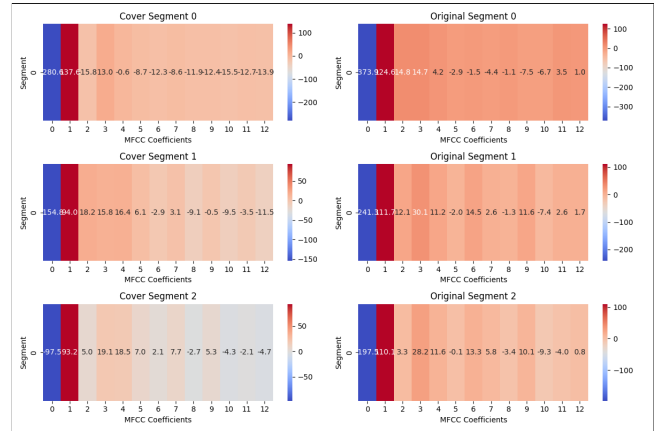 Cover Segment 0
Original Segment 0
Segment
0
-280.6 137.6 -15.8 13.0 -0.6 -8.7 -12.3 -8.6 -11.9 -12.4 -15.5 -12.7 -13.9
0 1 2 3 4 5 6 7 8 9 10 11 12
MFCC Coefficients
100
0
−100
−200
Segment
0
-373.9 124.6 14.8 14.7 4.2 -2.9 -1.5 -4.4 -1.1 -7.5 -6.7 3.5 1.0
0 1 2 3 4 5 6 7 8 9 10 11 12
MFCC Coefficients
100
0
−100
−200
−300
Cover Segment 1
Original Segment 1
Segment
0
-154.8 94.0 18.2 15.8 16.4 6.1 -2.9 3.1 -9.1 -0.5 -9.5 -3.5 -11.5
0 1 2 3 4 5 6 7 8 9 10 11 12
MFCC Coefficients
50
0
−50
−100
−150
Segment
0
-241.3 111.7 12.1 30.1 11.2 -2.0 14.5 2.6 -1.3 11.6 -7.4 2.6 1.7
0 1 2 3 4 5 6 7 8 9 10 11 12
MFCC Coefficients
100
0
−100
−200
Cover Segment 2
Original Segment 2
Segment
0
-97.5 93.2 5.0 19.1 18.5 7.0 2.1 7.7 -2.7 5.3 -4.3 -2.1 -4.7
0 1 2 3 4 5 6 7 8 9 10 11 12
MFCC Coefficients
50
0
−50
Segment
0
-197.5 110.1 3.3 28.2 11.6 -0.1 13.3 5.8 -3.4 10.1 -9.3 -4.0 0.8
0 1 2 3 4 5 6 7 8 9 10 11 12
MFCC Coefficients
100
0
−100